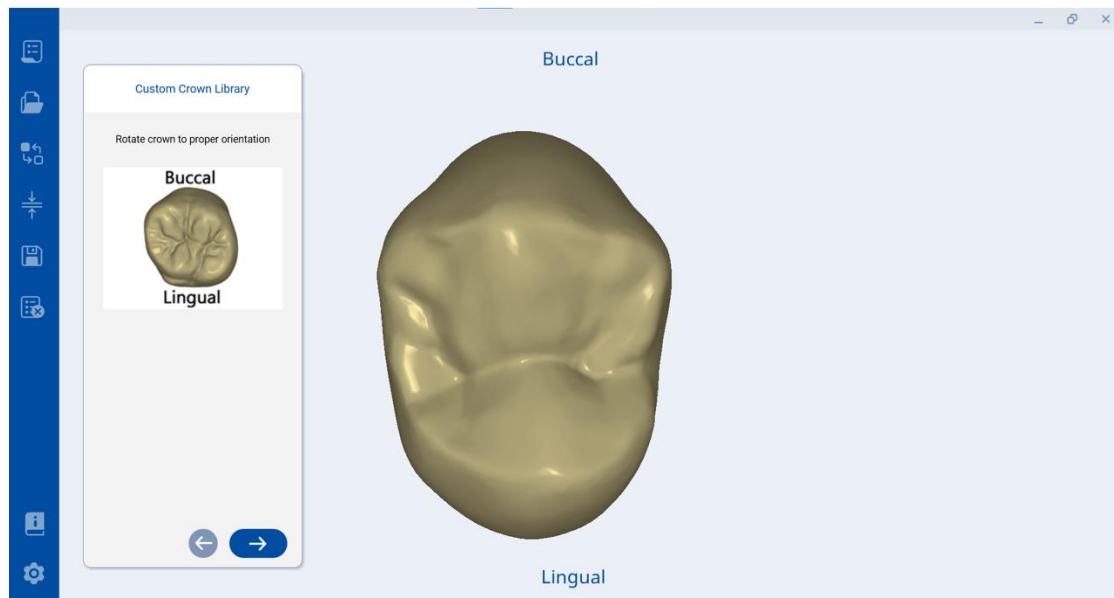 Buccal
Custom Crown Library
Rotate crown to proper orientation
Buccal
Lingual
Lingual